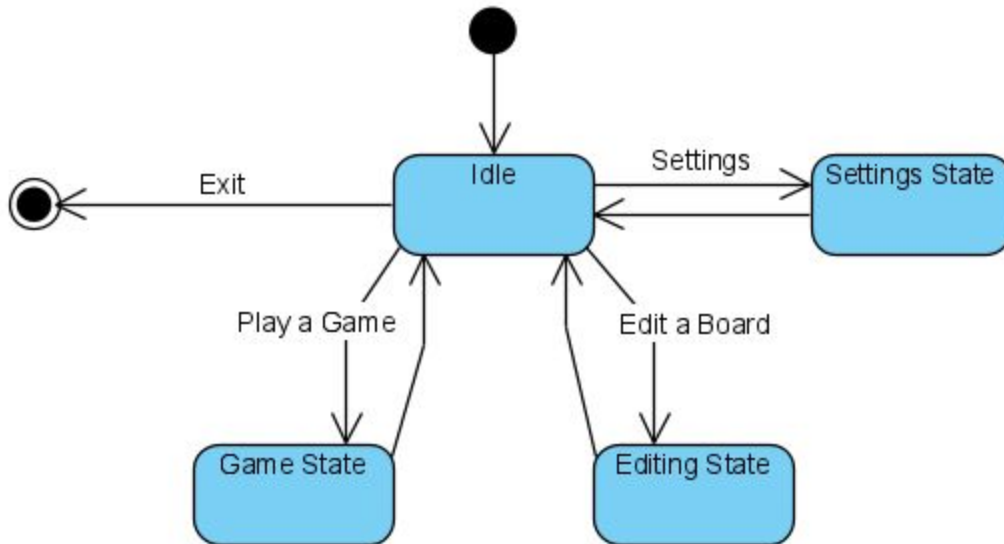 Idle
Settings
Settings State
Exit
Play a Game
Edit a Board
Game State
Editing State